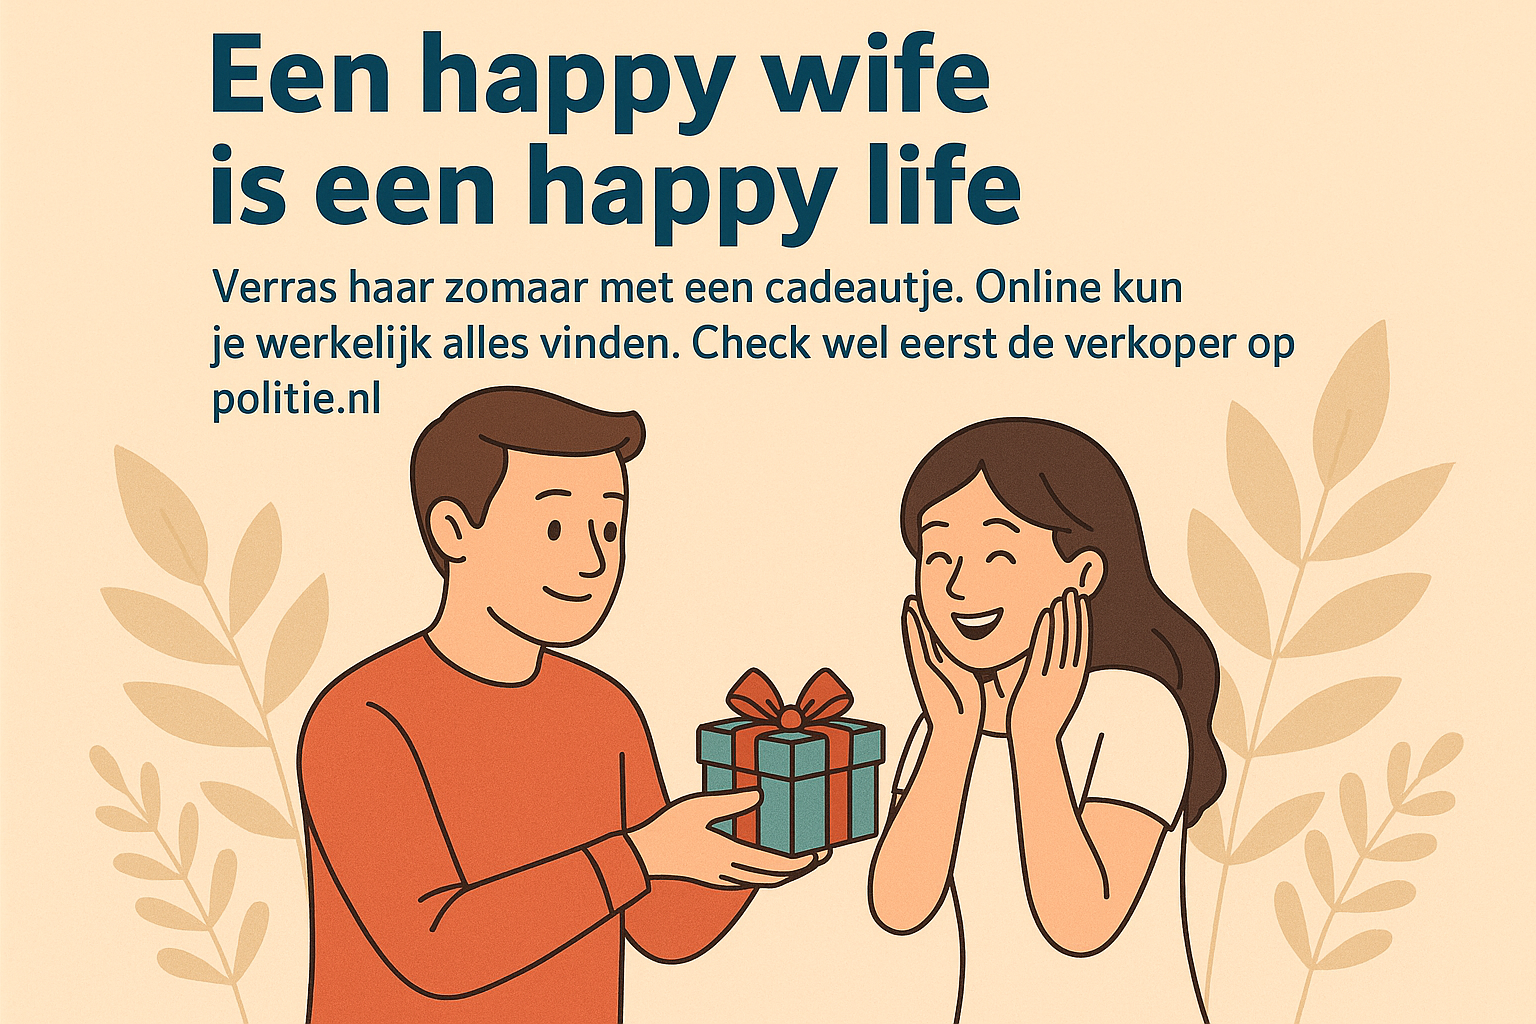 Een happy wife
is een happy life
Verras haar zomaar met een cadeautje. Online kun
je werkelijk alles vinden. Check wel eerst de verkoper op
politie.nl